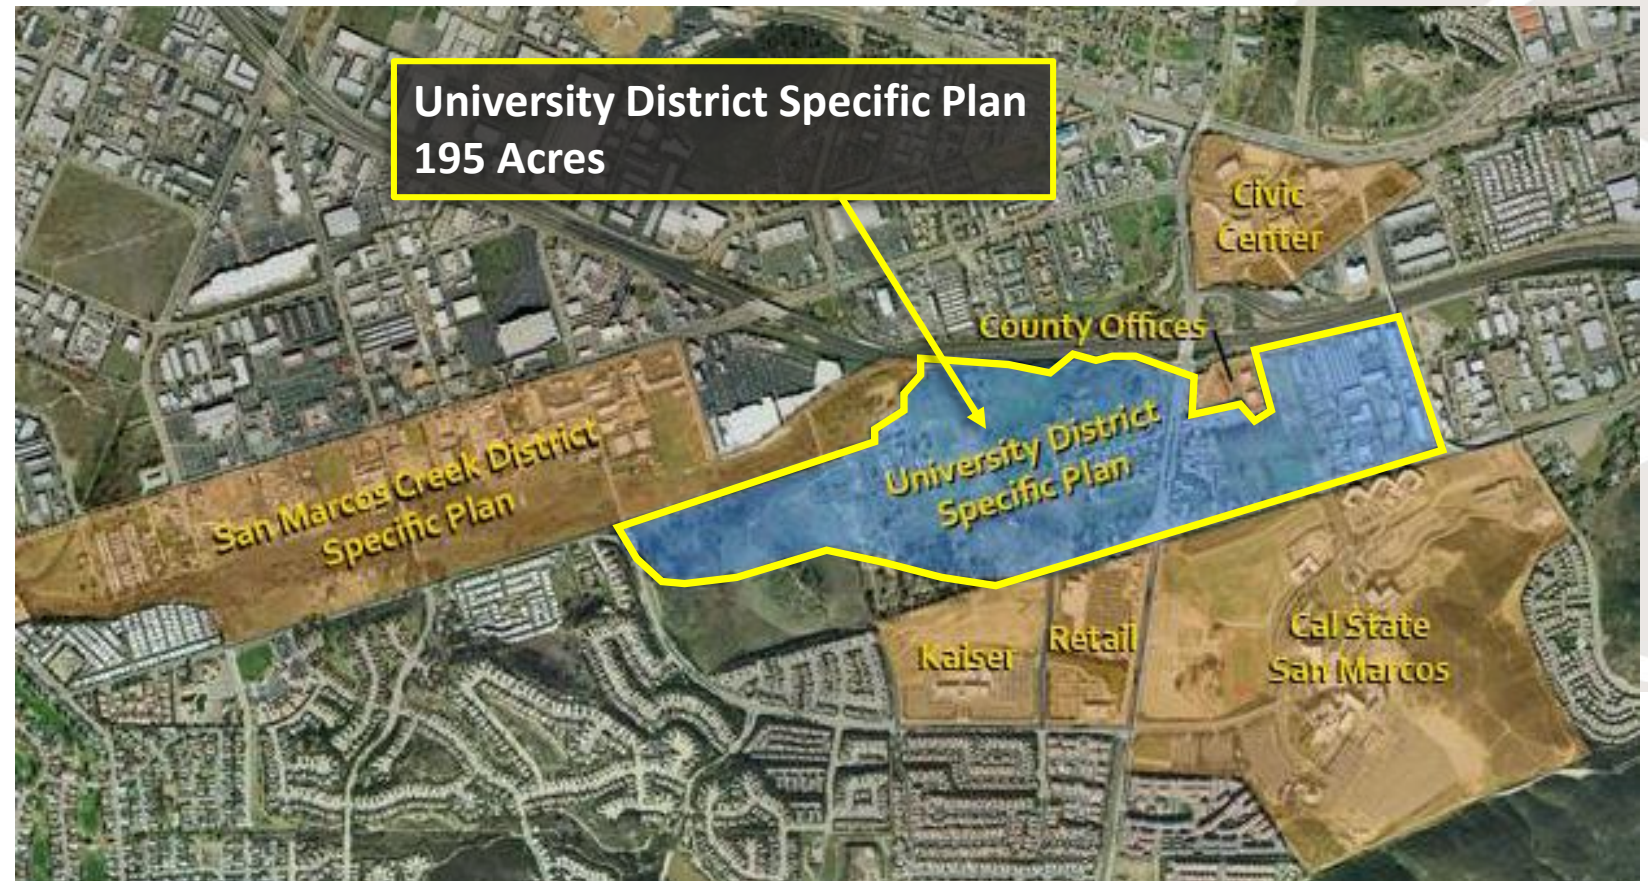 University District Specific Plan
195 Acres
Civic
Center
County Offices
University District
Specific Plan
San Marcos Creek District
Specific Plan
Kaiser
Retail
Cal State
San Marcos